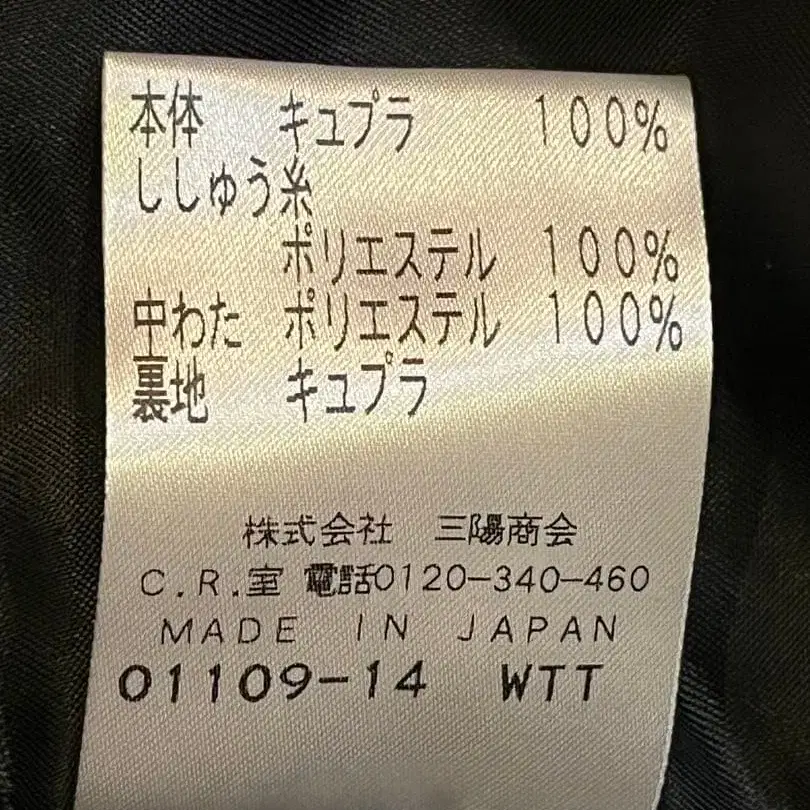 本体 キュプラ 100%
ししゅう糸
ポリエステル 100%
中わた ポリエステル 100%
裏地 キュプラ
株式会社 三陽商会
C.R.室 電話0120-340-460
MADE IN JAPAN
01109-14 WTT